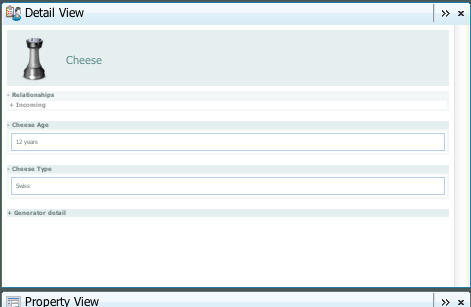 Detail View
Cheese
- Relationships
+ Incoming
- Cheese Age
12 years
- Cheese Type
Swiss
+ Generator detail
Property View